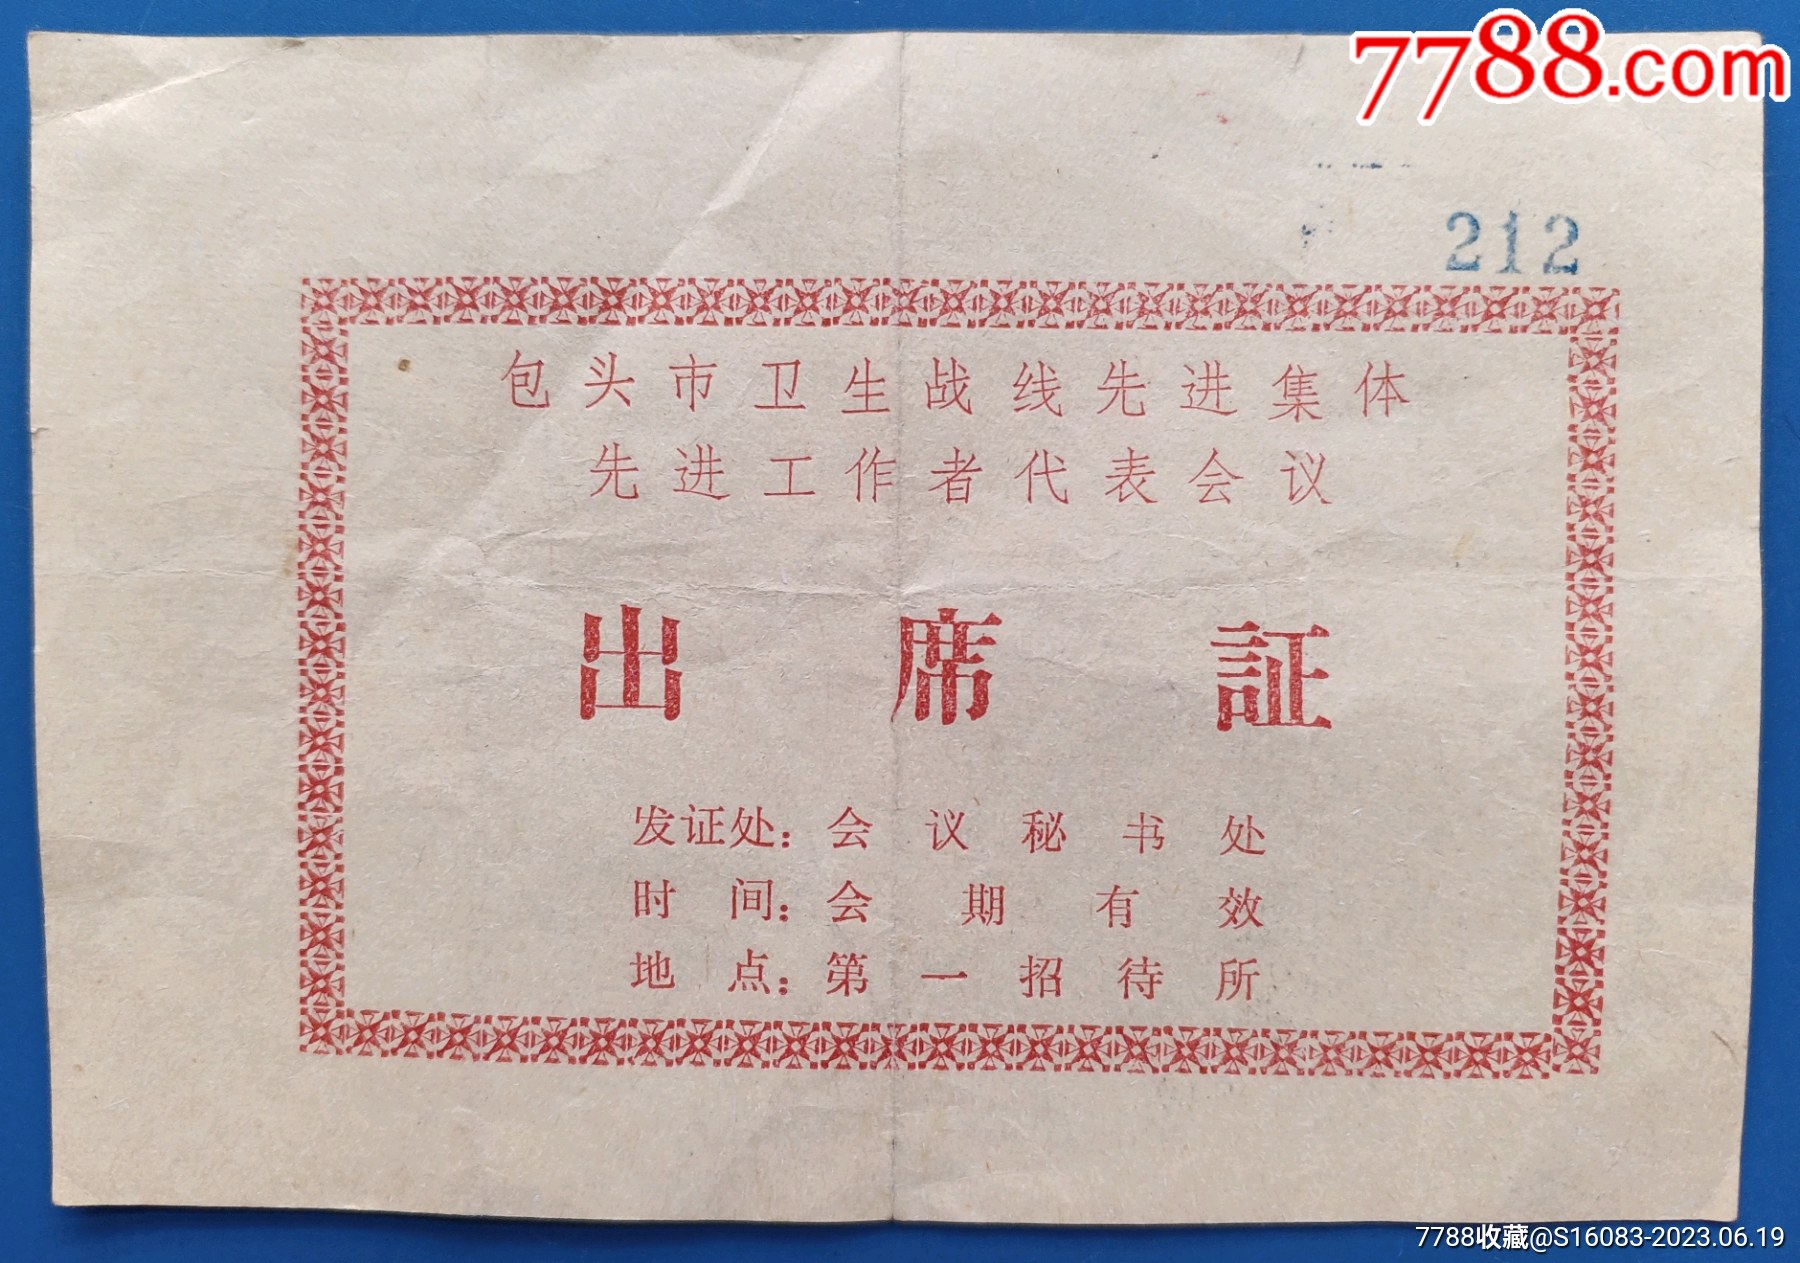 7788.com
212
包头市卫生战线先进集体
先进工作者代表会议
出席証
发证处：会议秘书处
时间：会期有效
地点：第一招待所
7788收藏@S16083-2023.06.19